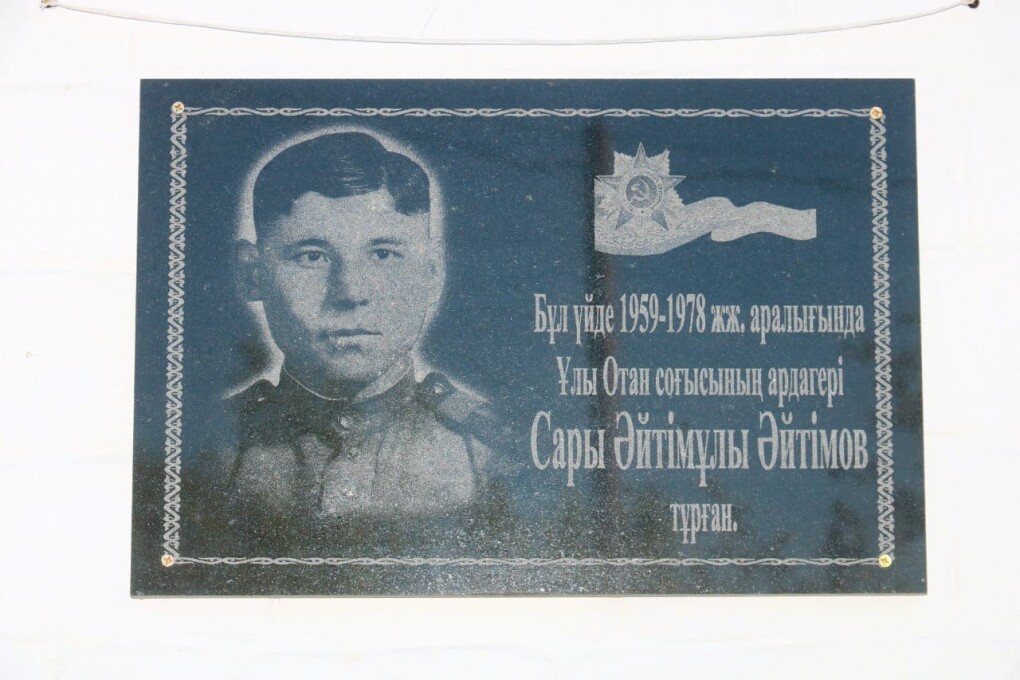 Бұл үйде 1959-1978 жж. аралығында
Ұлы Отан соғысының ардагері
Сары Әйтімұлы Әйтімов
тұрған.